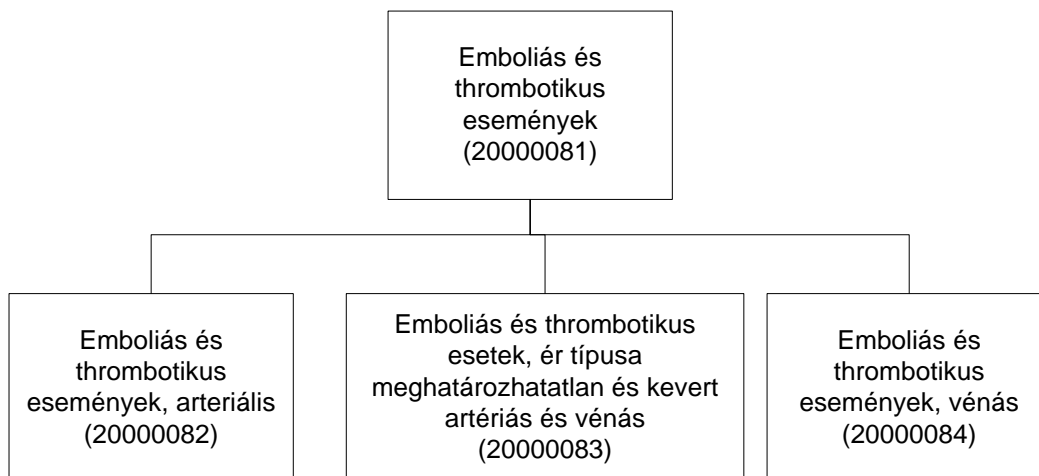 Emboliás és
thrombotikus
események
(20000081)
Emboliás és
thrombotikus
események, arteriális
(20000082)
Emboliás és thrombotikus
esetek, ér típusa
meghatározhatatlan és kevert
artériás és vénás
(20000083)
Emboliás és
thrombotikus
események, vénás
(20000084)